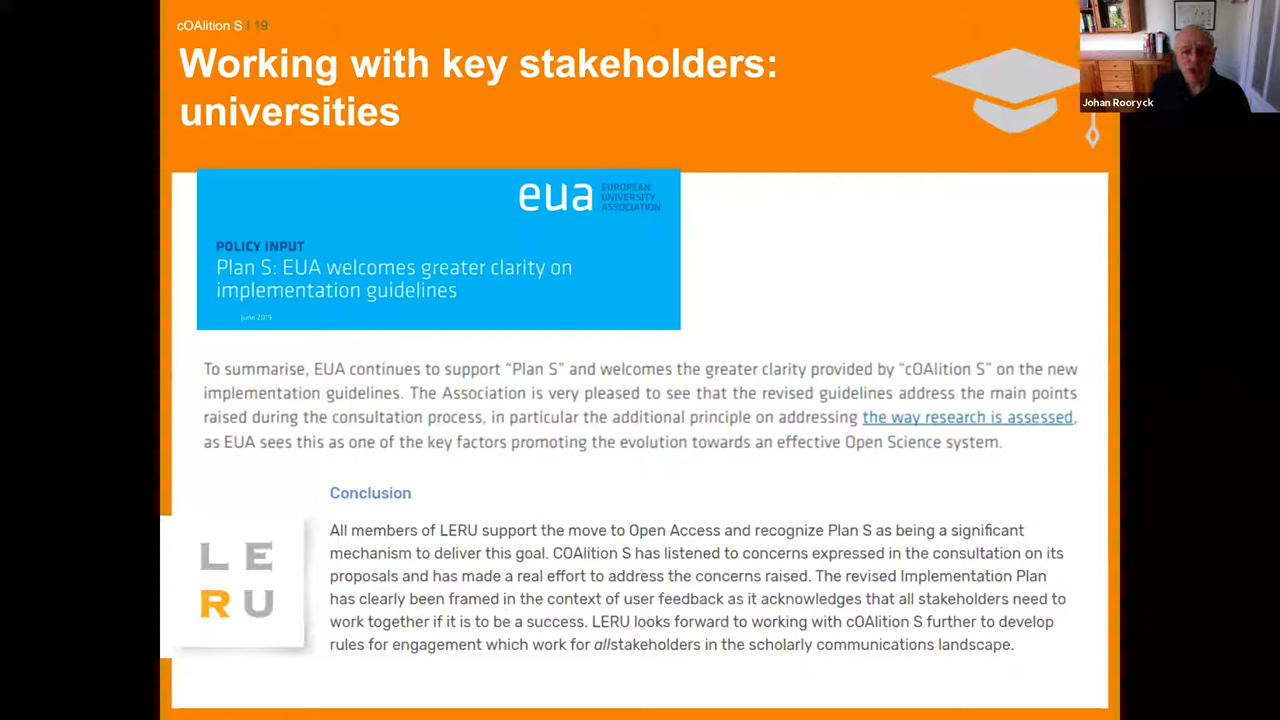 cOAlition S | 19
Working with key stakeholders:
universities
Johan Rooryck
eua
EUROPEAN
UNIVERSITY
ASSOCIATION
POLICY INPUT
Plan S: EUA welcomes greater clarity on
implementation guidelines
June 2019
To summarise, EUA continues to support “Plan S” and welcomes the greater clarity provided by “cOAlition S” on the new
implementation guidelines. The Association is very pleased to see that the revised guidelines address the main points
raised during the consultation process, in particular the additional principle on addressing the way research is assessed,
as EUA sees this as one of the key factors promoting the evolution towards an effective Open Science system.
Conclusion
All members of LERU support the move to Open Access and recognize Plan S as being a significant
mechanism to deliver this goal. COAlition S has listened to concerns expressed in the consultation on its
proposals and has made a real effort to address the concerns raised. The revised Implementation Plan
has clearly been framed in the context of user feedback as it acknowledges that all stakeholders need to
work together if it is to be a success. LERU looks forward to working with cOAlition S further to develop
rules for engagement which work for allstakeholders in the scholarly communications landscape.
LE
RU